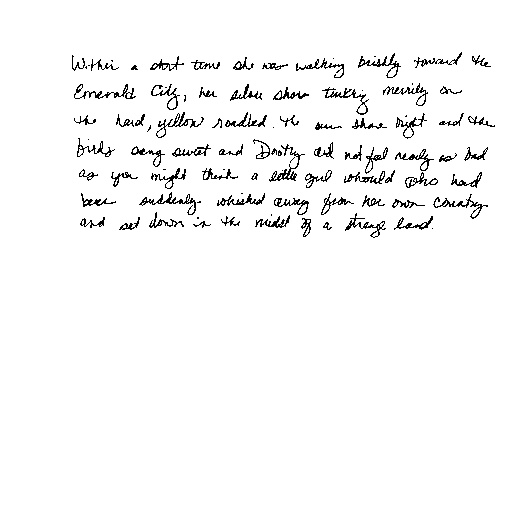 Within a short time she was walking briskly toward the
Emerald City, her silver shoes tinkling merrily on
the hard, yellow roadbed. The sun shone bright and the
birds sang sweet and Dorothy did not feel nearly as bad
as you might think a little girl whould who had
been suddenly whisked away from her own country
and set down in the midst of a strange land.